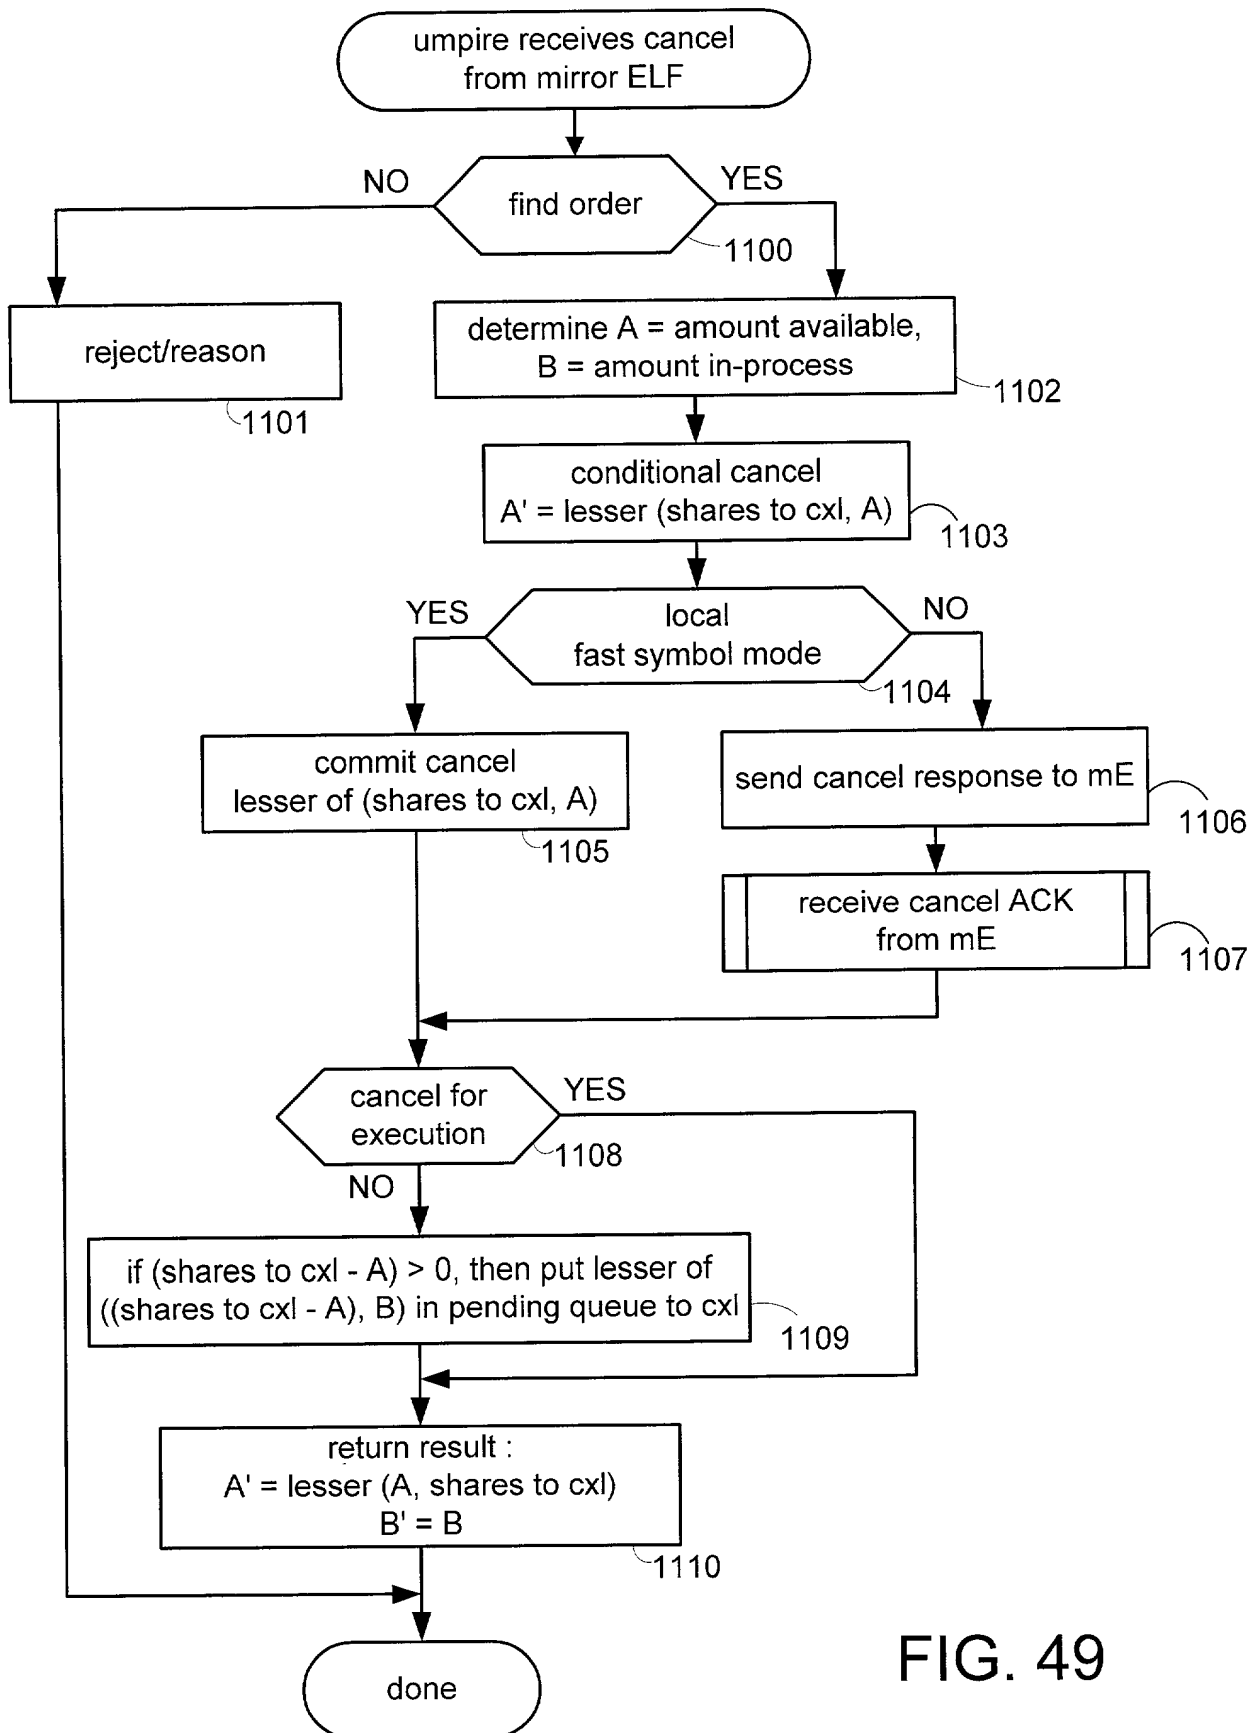 umpire receives cancel
from mirror ELF
NO
YES
find order
1100
reject/reason
1101
determine A = amount available,
B = amount in-process
1102
conditional cancel
A' = lesser (shares to cxl, A)
1103
YES
local
fast symbol mode
NO
1104
commit cancel
lesser of (shares to cxl, A)
1105
send cancel response to mE
1106
receive cancel ACK
from mE
1107
cancel for
execution
YES
1108
NO
if (shares to cxl - A) > 0, then put lesser of
((shares to cxl - A), B) in pending queue to cxl
1109
return result :
A' = lesser (A, shares to cxl)
B' = B
1110
done
FIG. 49